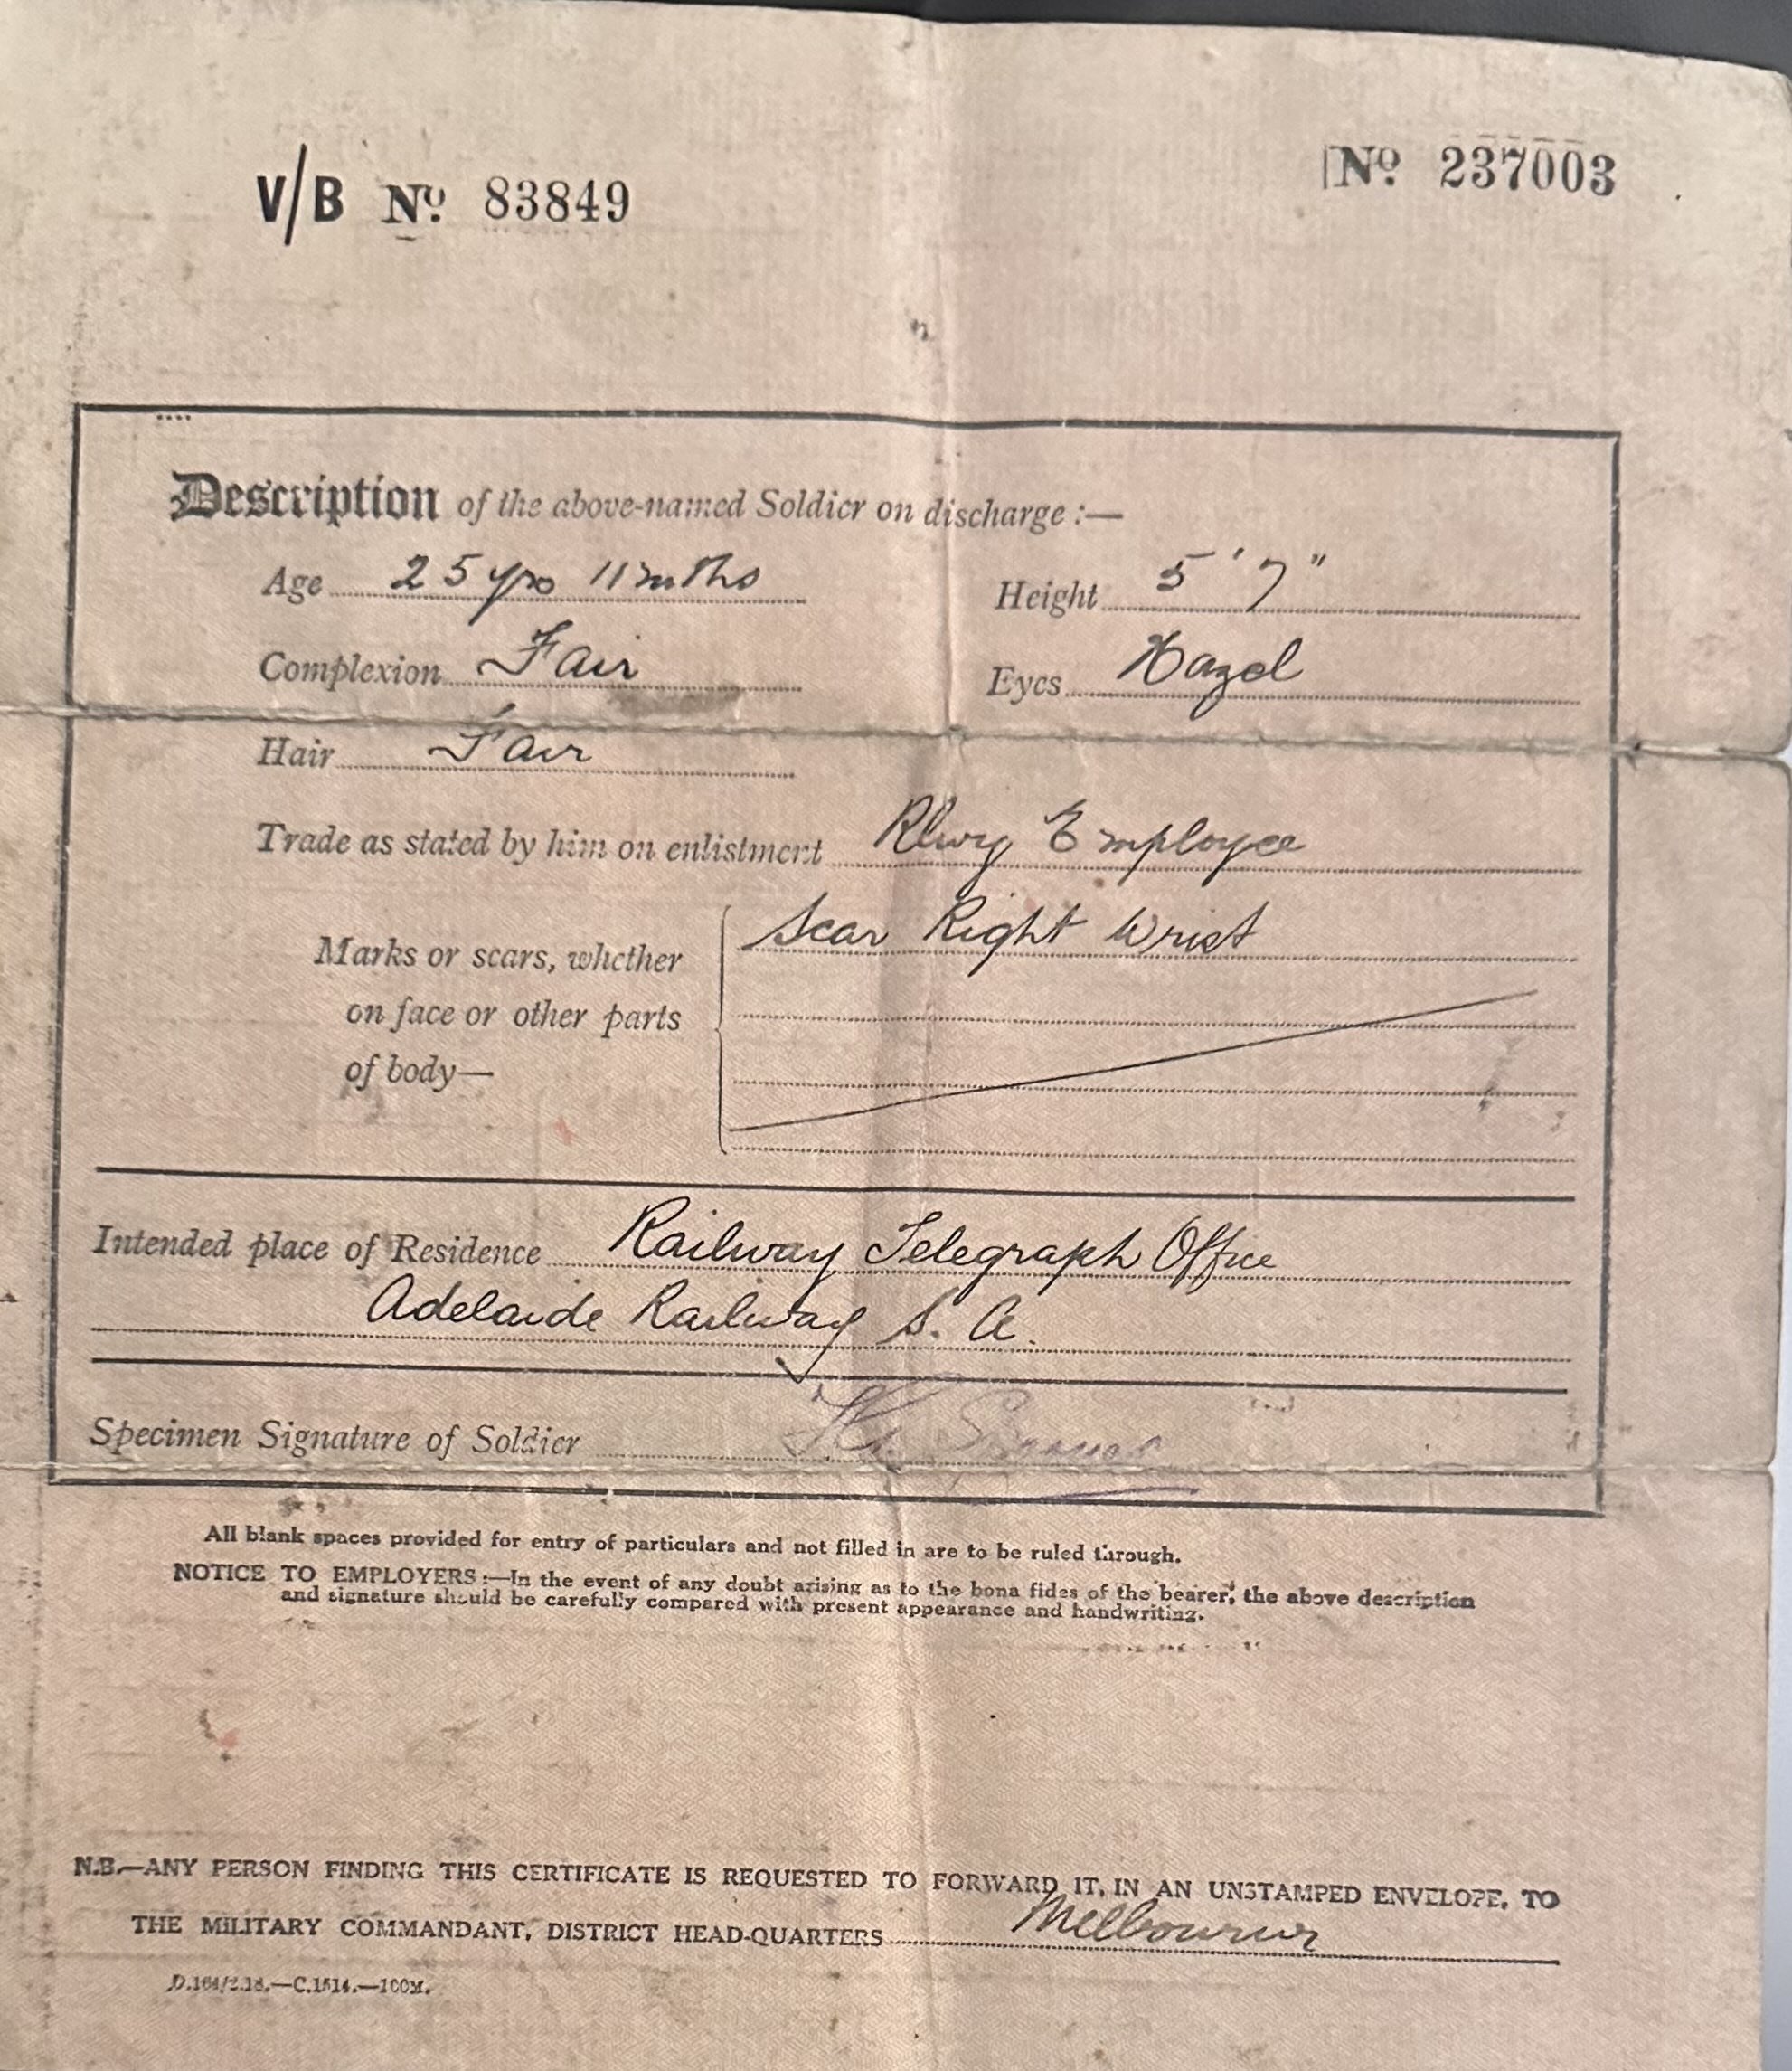 V/B No. 83849
No. 237003
Description of the above-named Soldier on discharge :—
Age 25 yrs 11 mths
Height 5' 7"
Complexion Fair
Eyes Hazel
Hair Fair
Trade as stated by him on enlistment Rlwy Employee
Marks or scars, whether on face or other parts of body—
Scar Right Wrist
Intended place of Residence Railway Telegraph Office
Adelaide Railway S. A.
Specimen Signature of Soldier
All blank spaces provided for entry of particulars and not filled in are to be ruled through.
NOTICE TO EMPLOYERS :—In the event of any doubt arising as to the bona fides of the bearer, the above description
and signature should be carefully compared with present appearance and handwriting.
N.B.—ANY PERSON FINDING THIS CERTIFICATE IS REQUESTED TO FORWARD IT, IN AN UNSTAMPED ENVELOPE, TO
THE MILITARY COMMANDANT, DISTRICT HEAD-QUARTERS Melbourne
D.164/2.18.—C.1514.—100M.